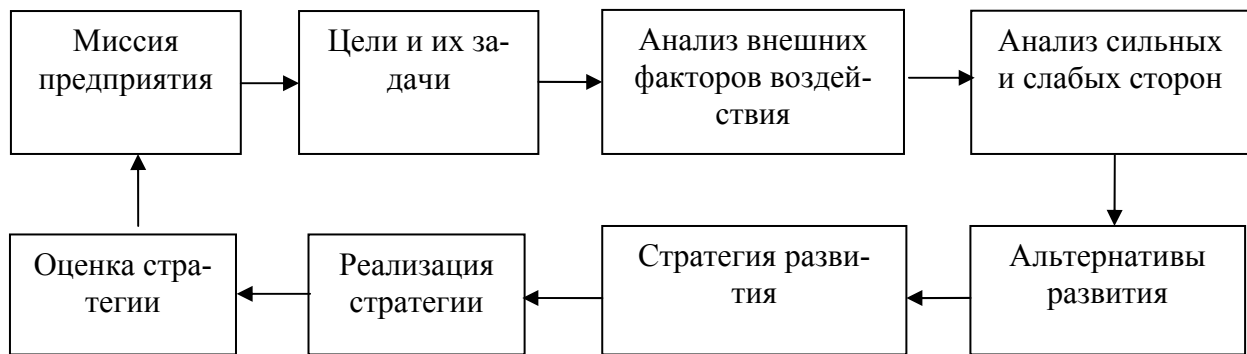 Миссия
предприятия
Цели и их за-
дачи
Анализ внешних
факторов воздей-
ствия
Анализ сильных
и слабых сторон
Оценка стра-
тегии
Реализация
стратегии
Стратегия разви-
тия
Альтернативы
развития